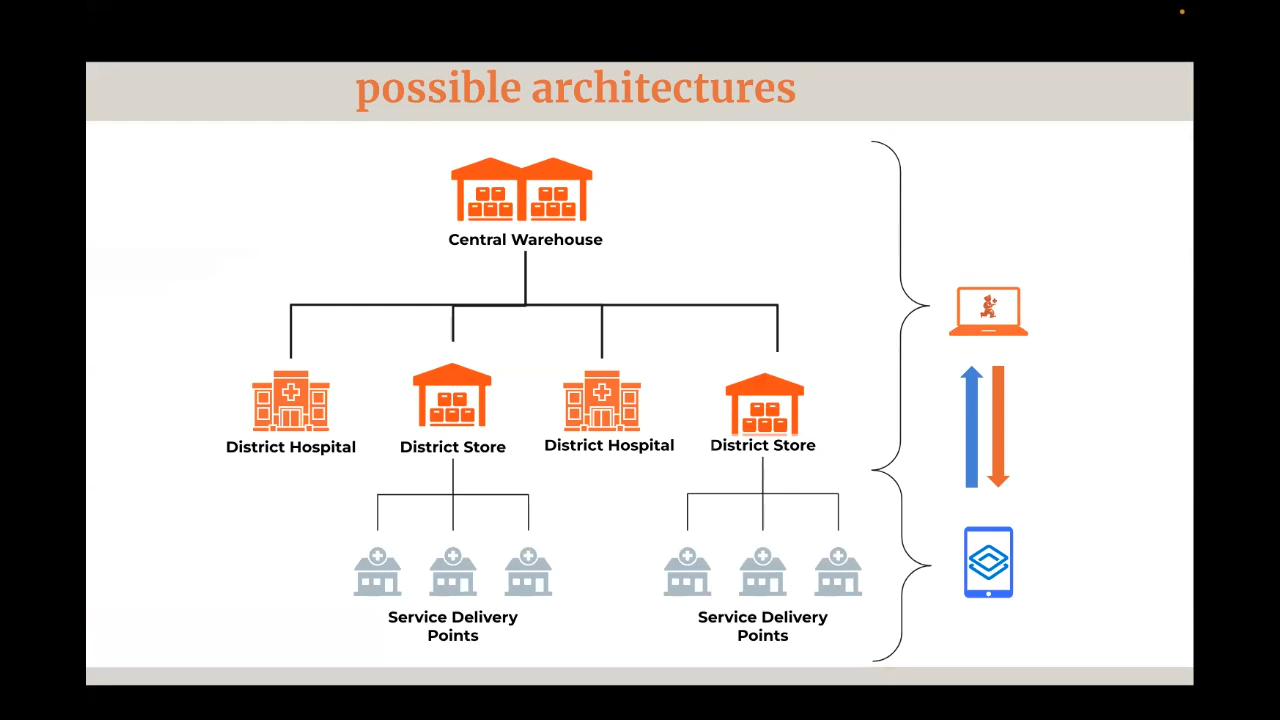 possible architectures
Central Warehouse
District Hospital
District Store
District Hospital
District Store
Service Delivery
Points
Service Delivery
Points